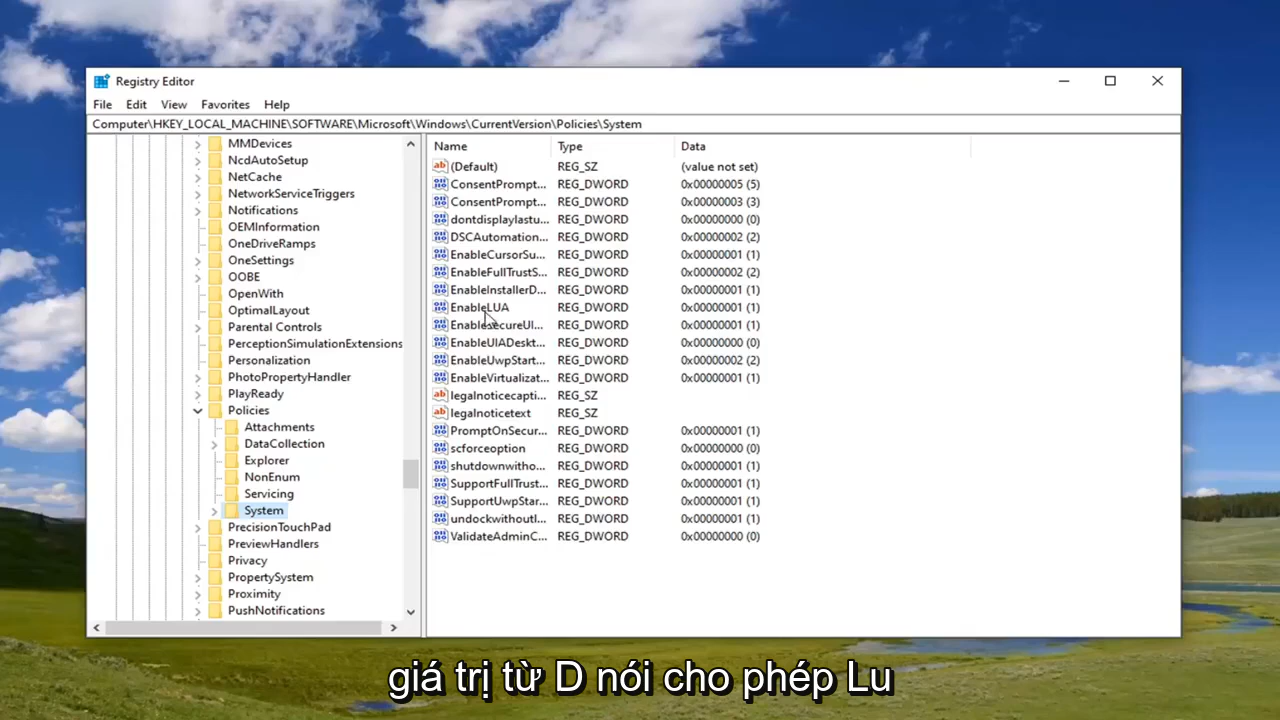 Registry Editor
File Edit View Favorites Help
Computer\HKEY_LOCAL_MACHINE\SOFTWARE\Microsoft\Windows\CurrentVersion\Policies\System
MMDevices
NcdAutoSetup
NetCache
NetworkServiceTriggers
Notifications
OEMInformation
OneDriveRamps
OneSettings
OOBE
OpenWith
OptimalLayout
Parental Controls
PerceptionSimulationExtensions
Personalization
PhotoPropertyHandler
PlayReady
Policies
Attachments
DataCollection
Explorer
NonEnum
Servicing
System
PrecisionTouchPad
PreviewHandlers
Privacy
PropertySystem
Proximity
PushNotifications
Name Type Data
(Default) REG_SZ (value not set)
ConsentPrompt... REG_DWORD 0x00000005 (5)
ConsentPrompt... REG_DWORD 0x00000003 (3)
dontdisplaylastu... REG_DWORD 0x00000000 (0)
DSCAutomation... REG_DWORD 0x00000002 (2)
EnableCursorSu... REG_DWORD 0x00000001 (1)
EnableFullTrustS... REG_DWORD 0x00000002 (2)
EnableInstallerD... REG_DWORD 0x00000001 (1)
EnableLUA REG_DWORD 0x00000001 (1)
EnableSecureUI... REG_DWORD 0x00000001 (1)
EnableUIADeskt... REG_DWORD 0x00000000 (0)
EnableUwpStart... REG_DWORD 0x00000002 (2)
EnableVirtualizat... REG_DWORD 0x00000001 (1)
legalnoticecapti... REG_SZ
legalnoticetext REG_SZ
PromptOnSecur... REG_DWORD 0x00000001 (1)
scforceoption REG_DWORD 0x00000000 (0)
shutdownwitho... REG_DWORD 0x00000001 (1)
SupportFullTrust... REG_DWORD 0x00000001 (1)
SupportUwpStar... REG_DWORD 0x00000001 (1)
undockwithoutl... REG_DWORD 0x00000001 (1)
ValidateAdminC... REG_DWORD 0x00000000 (0)
giá trị từ D nói cho phép Lu